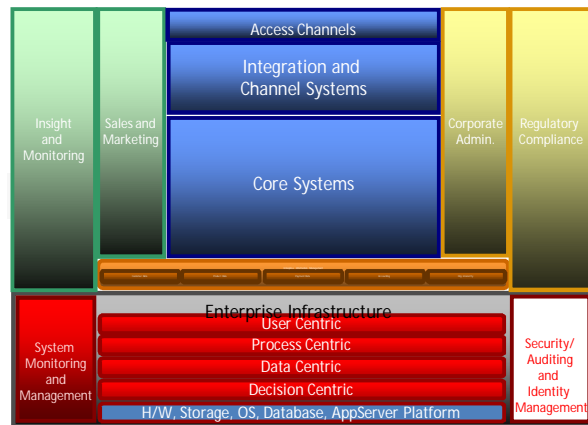 Access Channels
Integration and
Channel Systems
Insight
and
Monitoring
Sales and
Marketing
Corporate
Admin.
Regulatory
Compliance
Core Systems
Enterprise Infrastructure
User Centric
Process Centric
Data Centric
Decision Centric
H/W, Storage, OS, Database, AppServer Platform
System
Monitoring
and
Management
Security/
Auditing
and
Identity
Management